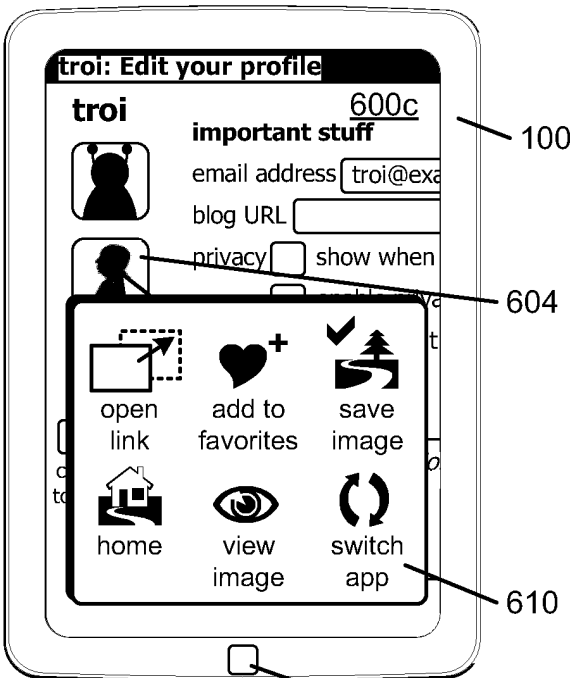 troi: Edit your profile
troi
600c
important stuff
100
email address troi@exa
blog URL
privacy show when
604
t
open link
add to favorites
save image
home
view image
switch app
610